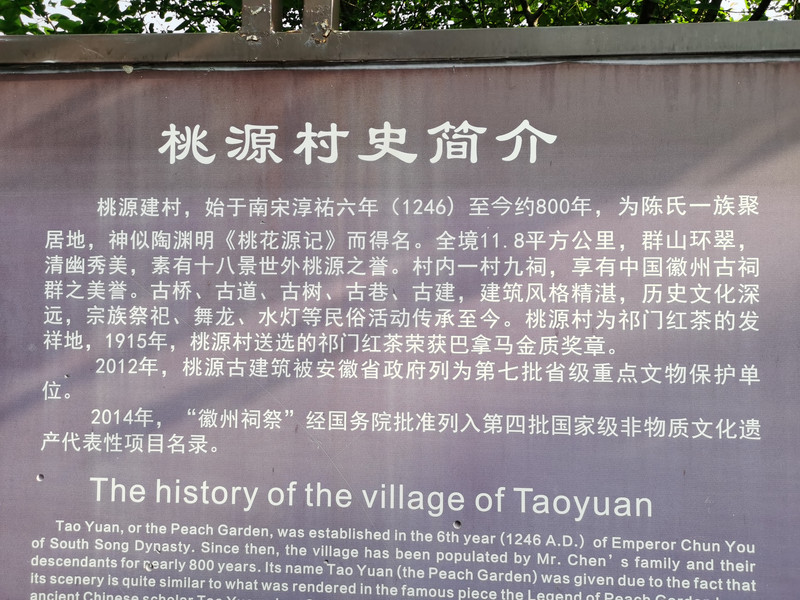 桃源村史简介
桃源建村，始于南宋淳祐六年（1246）至今约800年，为陈氏一族聚
居地，神似陶渊明《桃花源记》而得名。全境11.8平方公里，群山环翠，
清幽秀美，素有十八景世外桃源之誉。村内一村九祠，享有中国徽州古祠
群之美誉。古桥、古道、古树、古巷、古建，建筑风格精湛，历史文化深
远，宗族祭祀、舞龙、水灯等民俗活动传承至今。桃源村为祁门红茶的发
祥地，1915年，桃源村送选的祁门红茶荣获巴拿马金质奖章。
2012年，桃源古建筑被安徽省政府列为第七批省级重点文物保护单
位。
2014年，“徽州祠祭”经国务院批准列入第四批国家级非物质文化遗
产代表性项目名录。
The history of the village of Taoyuan
Tao Yuan, or the Peach Garden, was established in the 6th year (1246 A.D.) of Emperor Chun You
of South Song Dynasty. Since then, the village has been populated by Mr. Chen's family and their
descendants for nearly 800 years. Its name Tao Yuan (the Peach Garden) was given due to the fact that
its scenery is quite similar to what was rendered in the famous piece the Legend of Peach Garden
ancient Chinese scholar Tao